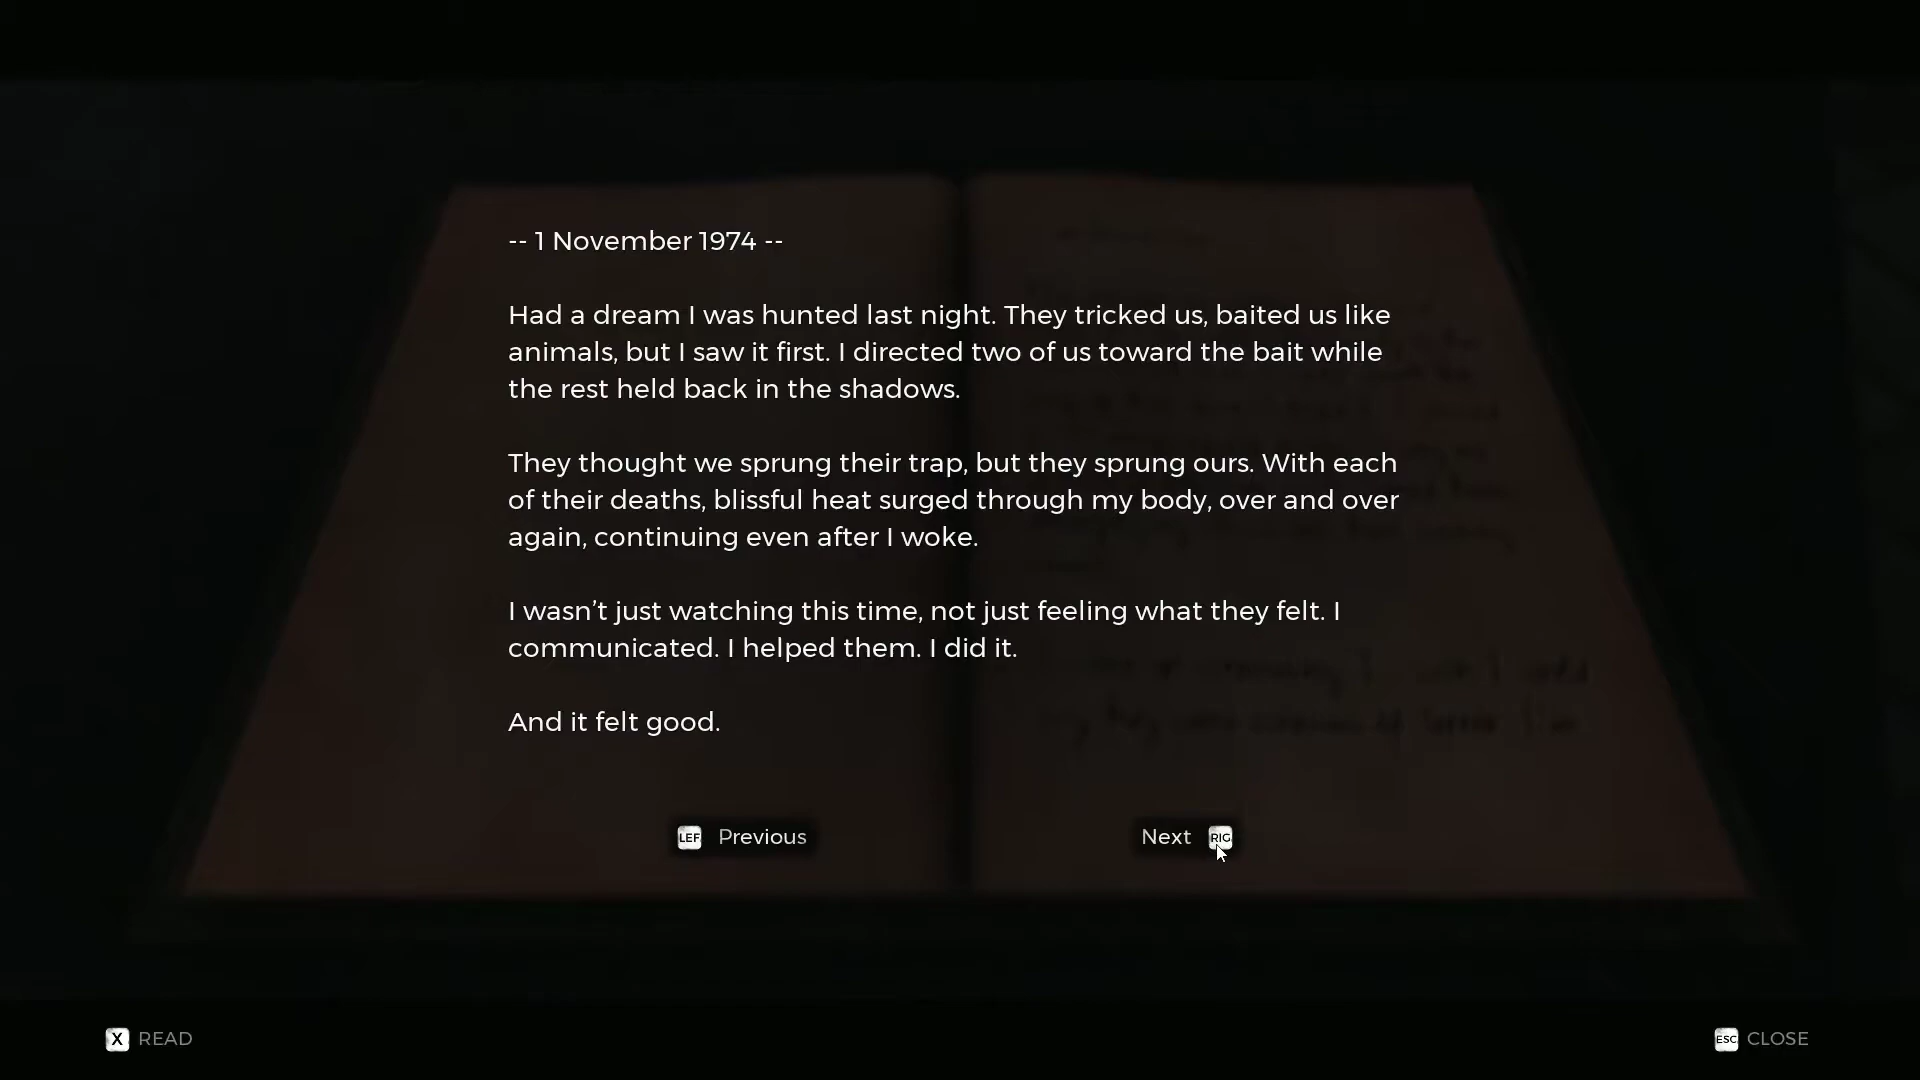 -- 1 November 1974 --
Had a dream I was hunted last night. They tricked us, baited us like
animals, but I saw it first. I directed two of us toward the bait while
the rest held back in the shadows.
They thought we sprung their trap, but they sprung ours. With each
of their deaths, blissful heat surged through my body, over and over
again, continuing even after I woke.
I wasn’t just watching this time, not just feeling what they felt. I
communicated. I helped them. I did it.
And it felt good.
LEF Previous
Next RIG
X READ
ESC CLOSE